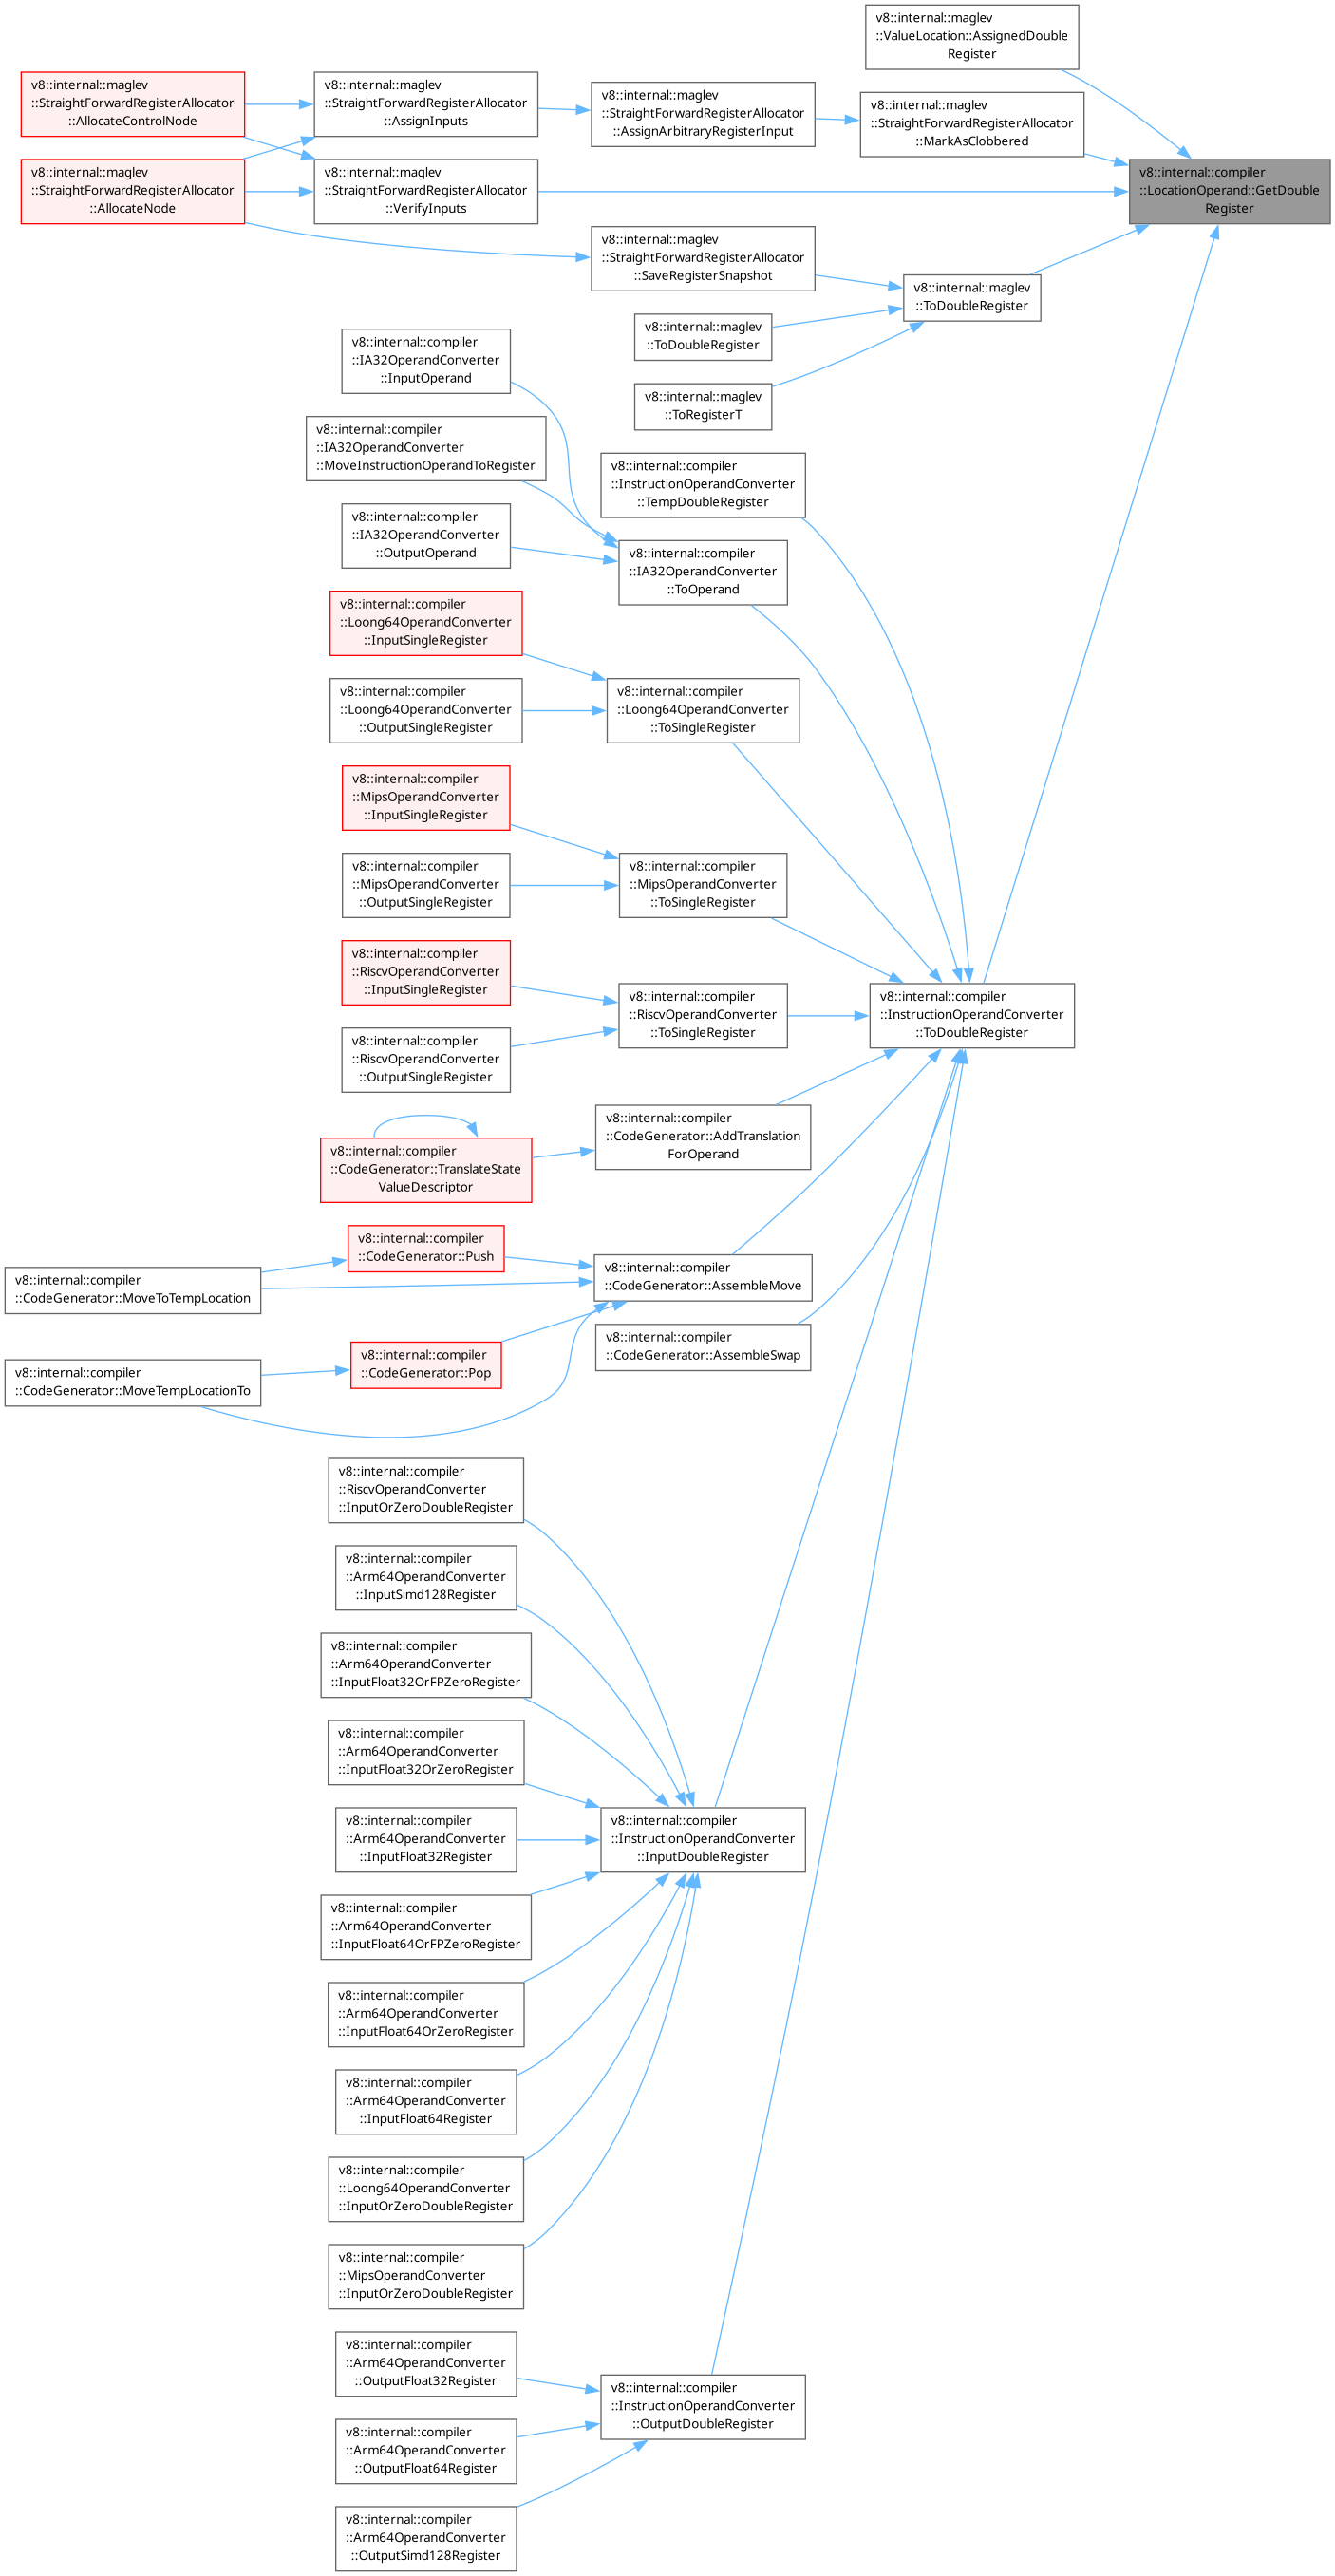 v8::internal::maglev
::ValueLocation::AssignedDouble
Register
v8::internal::maglev
::StraightForwardRegisterAllocator
::AllocateControlNode
v8::internal::maglev
::StraightForwardRegisterAllocator
::AssignInputs
v8::internal::maglev
::StraightForwardRegisterAllocator
::AssignArbitraryRegisterInput
v8::internal::maglev
::StraightForwardRegisterAllocator
::MarkAsClobbered
v8::internal::maglev
::StraightForwardRegisterAllocator
::AllocateNode
v8::internal::maglev
::StraightForwardRegisterAllocator
::VerifyInputs
v8::internal::compiler
::LocationOperand::GetDouble
Register
v8::internal::maglev
::StraightForwardRegisterAllocator
::SaveRegisterSnapshot
v8::internal::maglev
::ToDoubleRegister
v8::internal::maglev
::ToDoubleRegister
v8::internal::maglev
::ToRegisterT
v8::internal::compiler
::IA32OperandConverter
::InputOperand
v8::internal::compiler
::IA32OperandConverter
::MoveInstructionOperandToRegister
v8::internal::compiler
::InstructionOperandConverter
::TempDoubleRegister
v8::internal::compiler
::IA32OperandConverter
::OutputOperand
v8::internal::compiler
::IA32OperandConverter
::ToOperand
v8::internal::compiler
::Loong64OperandConverter
::InputSingleRegister
v8::internal::compiler
::Loong64OperandConverter
::OutputSingleRegister
v8::internal::compiler
::Loong64OperandConverter
::ToSingleRegister
v8::internal::compiler
::MipsOperandConverter
::InputSingleRegister
v8::internal::compiler
::MipsOperandConverter
::OutputSingleRegister
v8::internal::compiler
::MipsOperandConverter
::ToSingleRegister
v8::internal::compiler
::RiscvOperandConverter
::InputSingleRegister
v8::internal::compiler
::RiscvOperandConverter
::OutputSingleRegister
v8::internal::compiler
::RiscvOperandConverter
::ToSingleRegister
v8::internal::compiler
::InstructionOperandConverter
::ToDoubleRegister
v8::internal::compiler
::CodeGenerator::TranslateState
ValueDescriptor
v8::internal::compiler
::CodeGenerator::AddTranslation
ForOperand
v8::internal::compiler
::CodeGenerator::MoveToTempLocation
v8::internal::compiler
::CodeGenerator::Push
v8::internal::compiler
::CodeGenerator::AssembleMove
v8::internal::compiler
::CodeGenerator::AssembleSwap
v8::internal::compiler
::CodeGenerator::MoveTempLocationTo
v8::internal::compiler
::CodeGenerator::Pop
v8::internal::compiler
::RiscvOperandConverter
::InputOrZeroDoubleRegister
v8::internal::compiler
::Arm64OperandConverter
::InputSimd128Register
v8::internal::compiler
::Arm64OperandConverter
::InputFloat32OrFPZeroRegister
v8::internal::compiler
::Arm64OperandConverter
::InputFloat32OrZeroRegister
v8::internal::compiler
::Arm64OperandConverter
::InputFloat32Register
v8::internal::compiler
::InstructionOperandConverter
::InputDoubleRegister
v8::internal::compiler
::Arm64OperandConverter
::InputFloat64OrFPZeroRegister
v8::internal::compiler
::Arm64OperandConverter
::InputFloat64OrZeroRegister
v8::internal::compiler
::Arm64OperandConverter
::InputFloat64Register
v8::internal::compiler
::Loong64OperandConverter
::InputOrZeroDoubleRegister
v8::internal::compiler
::MipsOperandConverter
::InputOrZeroDoubleRegister
v8::internal::compiler
::Arm64OperandConverter
::OutputFloat32Register
v8::internal::compiler
::InstructionOperandConverter
::OutputDoubleRegister
v8::internal::compiler
::Arm64OperandConverter
::OutputFloat64Register
v8::internal::compiler
::Arm64OperandConverter
::OutputSimd128Register